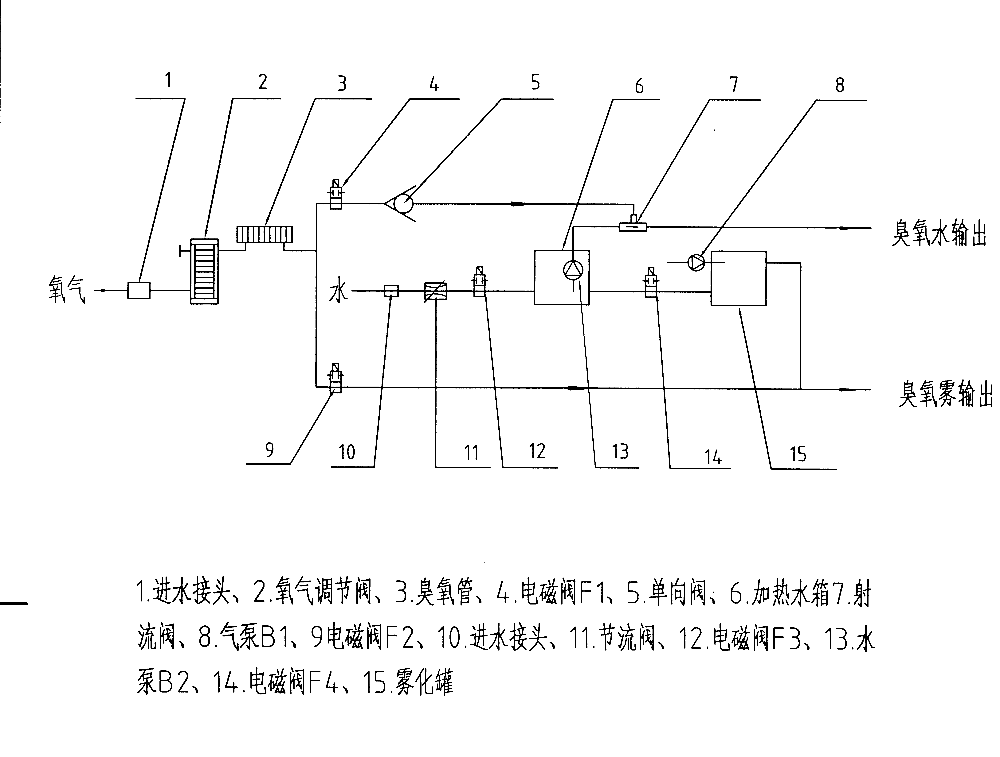 1 2 3 4 5 6 7 8
臭氧水输出
氧气
水
臭氧雾输出
9 10 11 12 13 14 15
1.进水接头、2.氧气调节阀、3.臭氧管、4.电磁阀F1、5.单向阀、6.加热水箱7.射
流阀、8.气泵B1、9电磁阀F2、10.进水接头、11.节流阀、12.电磁阀F3、13.水
泵B2、14.电磁阀F4、15.雾化罐